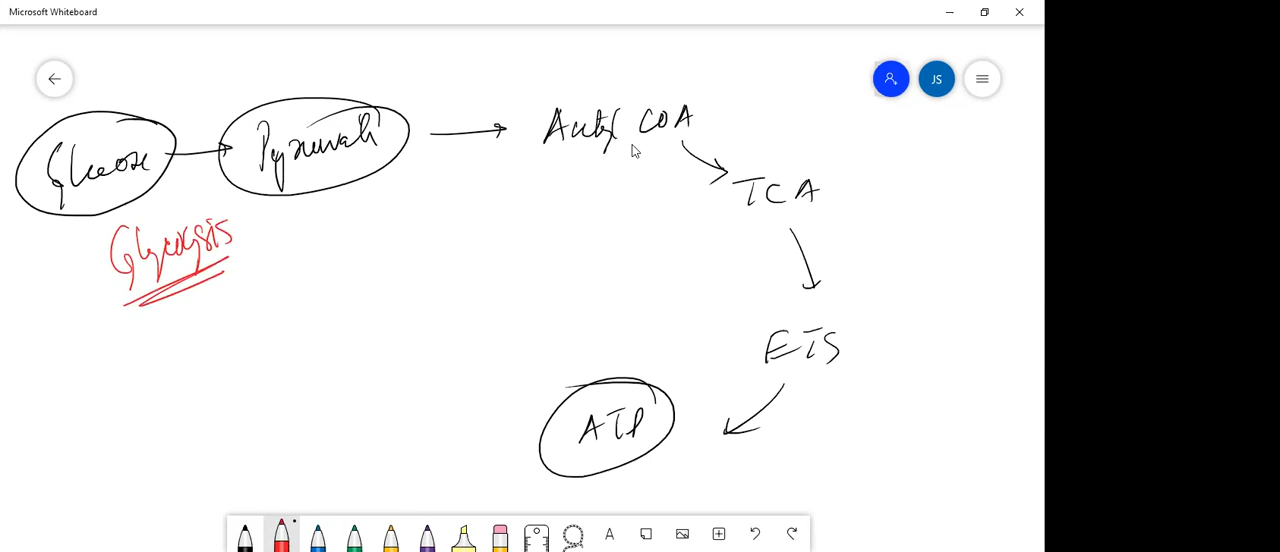 Microsoft Whiteboard
JS
Glucose
Pyruvate
Acetyl COA
TCA
Glycolysis
ETS
ATP
A